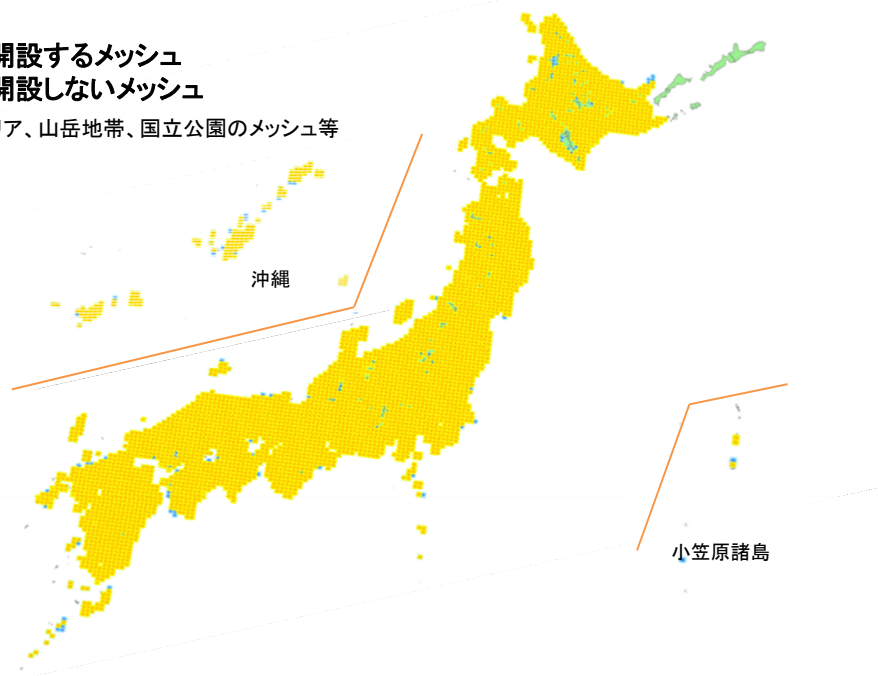 開設するメッシュ
開設しないメッシュ
ア、山岳地帯、国立公園のメッシュ等
沖縄
小笠原諸島